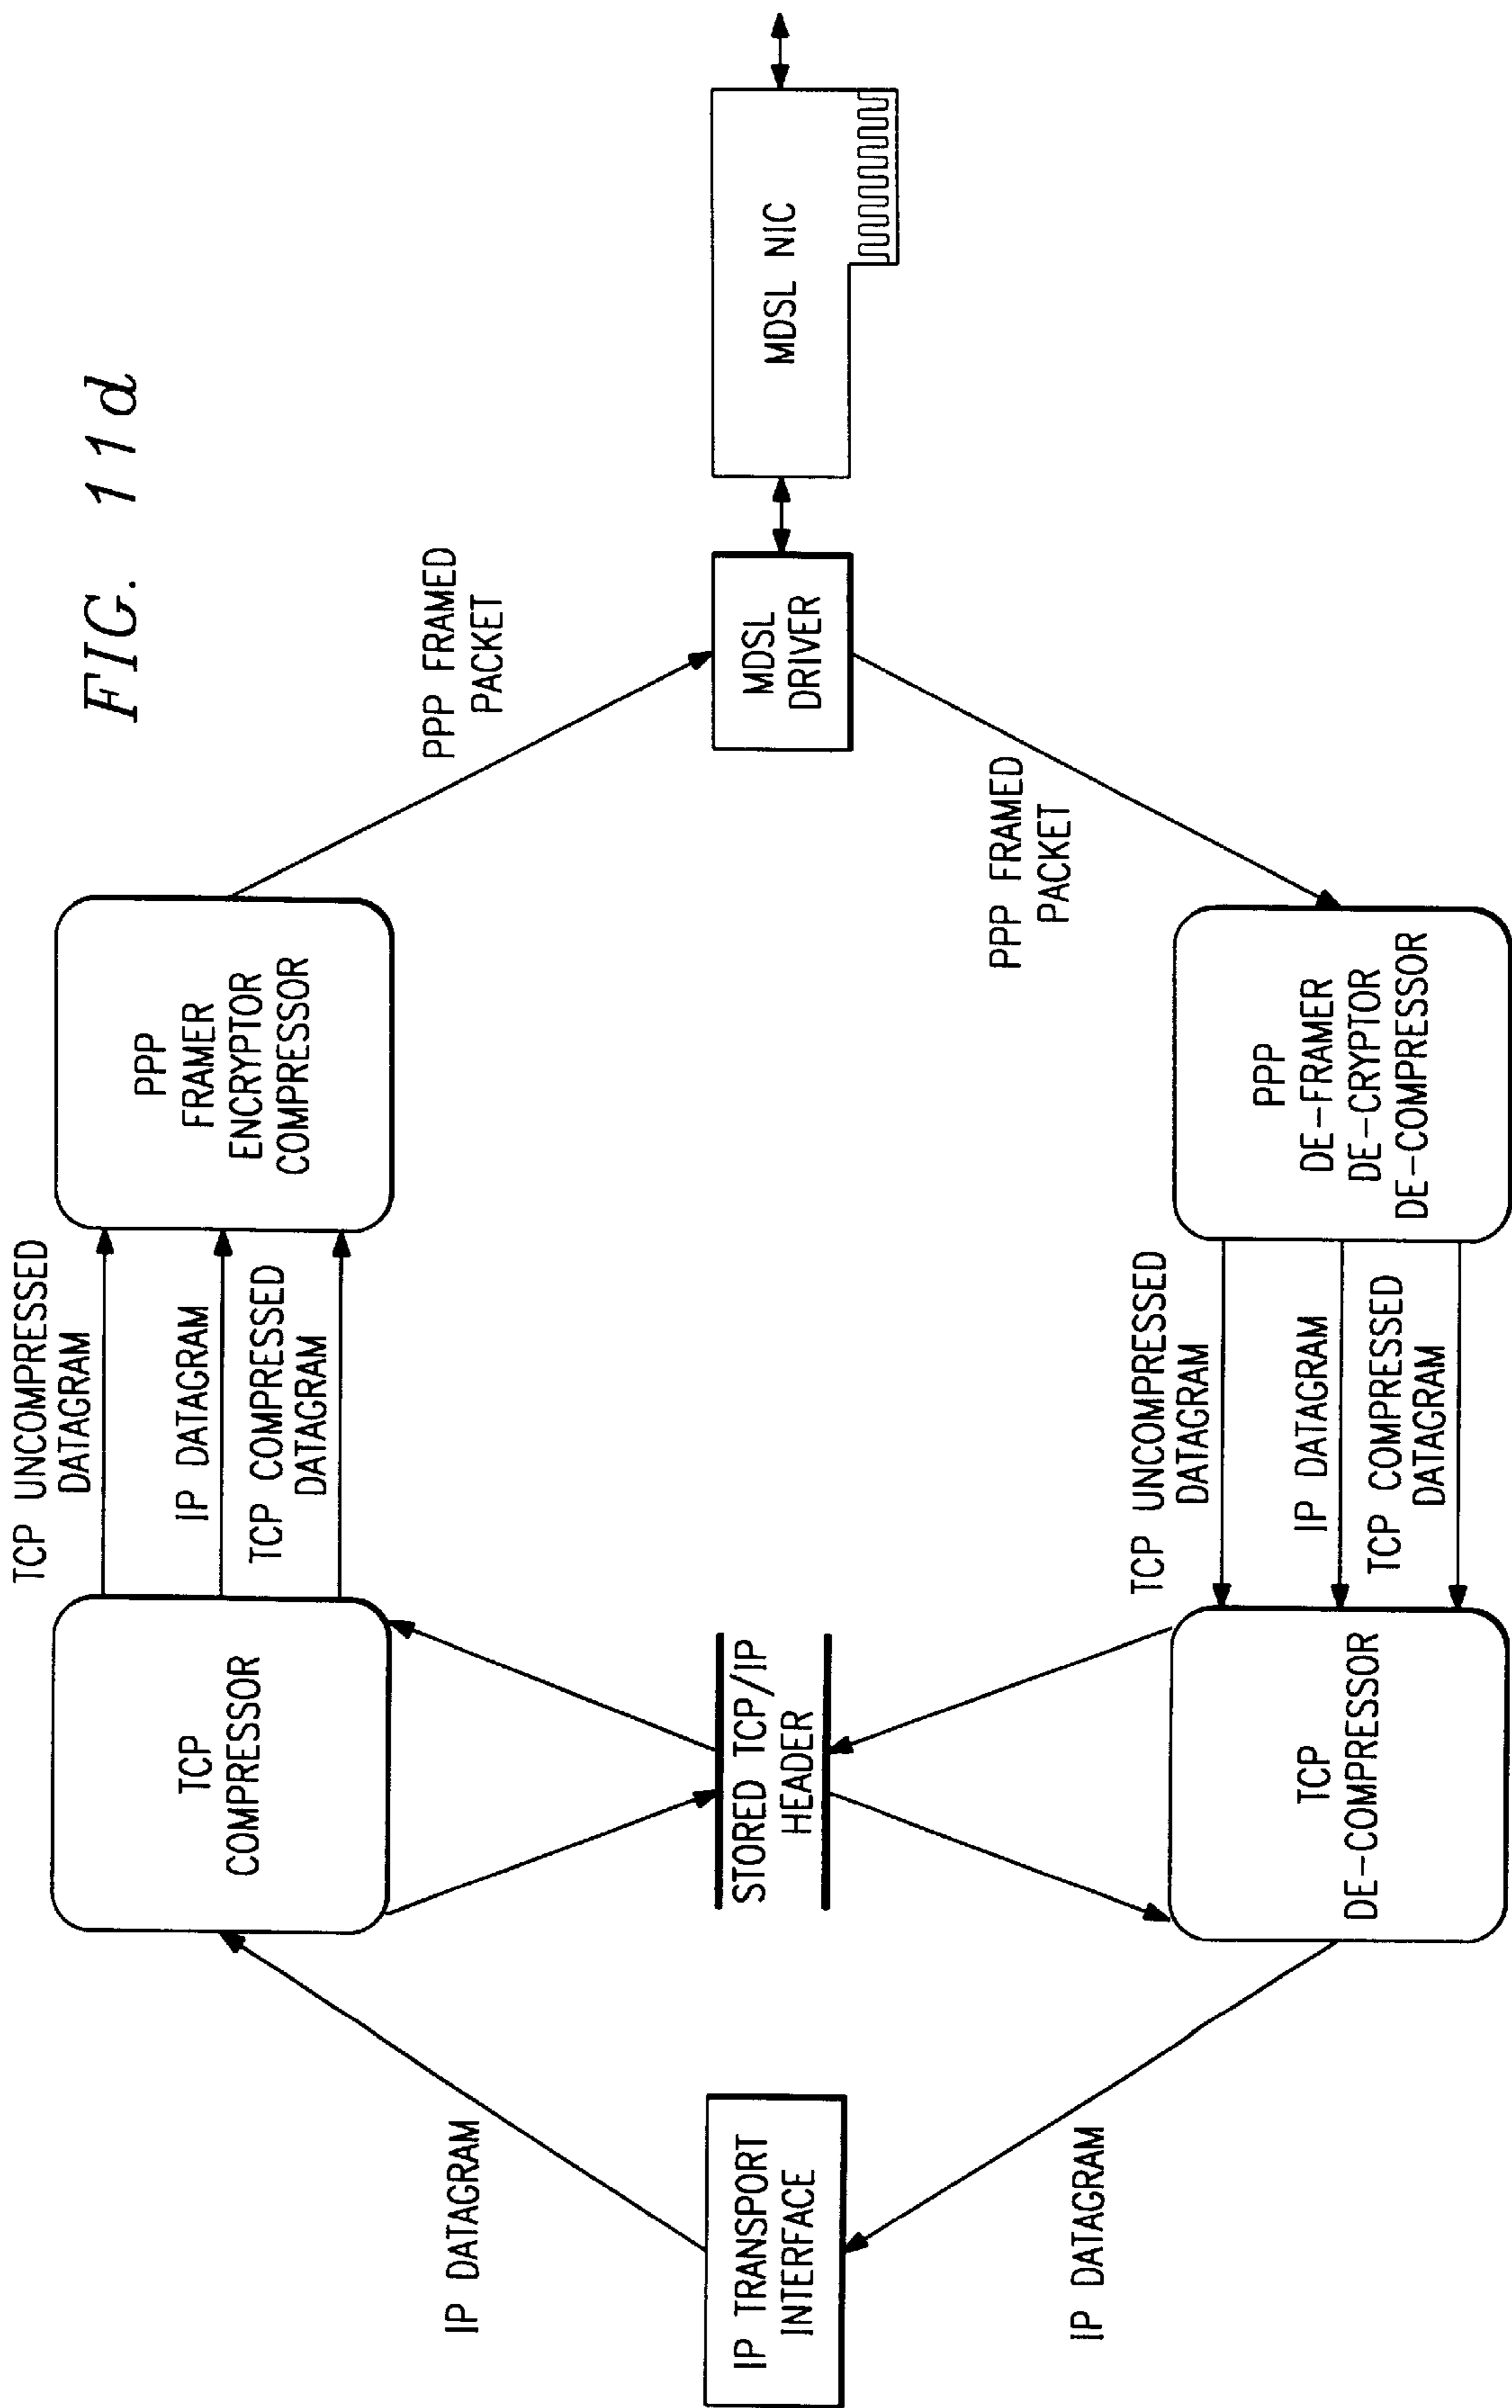 FIG. 11d
TCP UNCOMPRESSED
DATAGRAM
IP DATAGRAM
TCP COMPRESSED
DATAGRAM
TCP
COMPRESSOR
PPP
FRAMER
ENCRYPTOR
COMPRESSOR
IP DATAGRAM
PPP FRAMED
PACKET
IP TRANSPORT
INTERFACE
STORED TCP/IP
HEADER
MDSL
DRIVER
MDSL NIC
IP DATAGRAM
PPP FRAMED
PACKET
TCP UNCOMPRESSED
DATAGRAM
IP DATAGRAM
TCP COMPRESSED
DATAGRAM
TCP
DE-COMPRESSOR
PPP
DE-FRAMER
DE-CRYPTOR
DE-COMPRESSOR